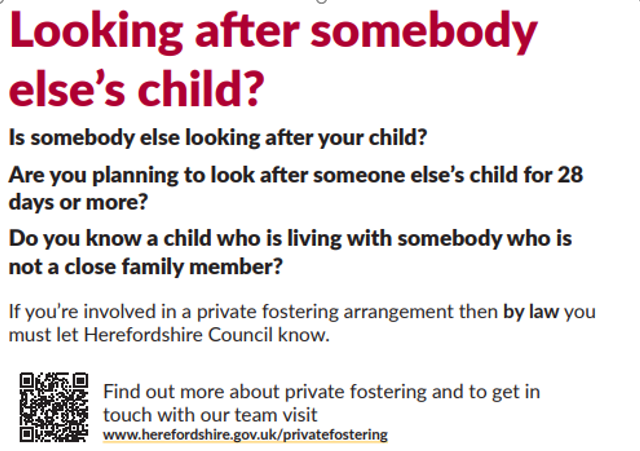 Looking after somebody
else’s child?
Is somebody else looking after your child?
Are you planning to look after someone else’s child for 28
days or more?
Do you know a child who is living with somebody who is
not a close family member?
If you’re involved in a private fostering arrangement then by law you
must let Herefordshire Council know.
Find out more about private fostering and to get in
touch with our team visit
www.herefordshire.gov.uk/privatefostering